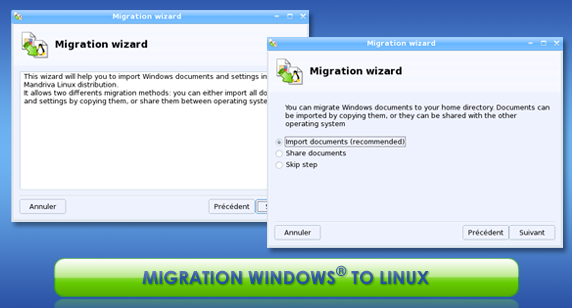 Migration wizard
Migration wizard
This wizard will help you to import Windows documents and settings in
Mandriva Linux distribution.
It allows two differents migration methods: you can either import all do
and settings by copying them, or share them between operating syste
Annuler
Précédent
S
Migration wizard
Migration wizard
You can migrate Windows documents to your home directory. Documents can
be imported by copying them, or they can be shared with the other
operating system
Import documents (recommended)
Share documents
Skip step
Annuler
Précédent
Suivant
MIGRATION WINDOWS® TO LINUX